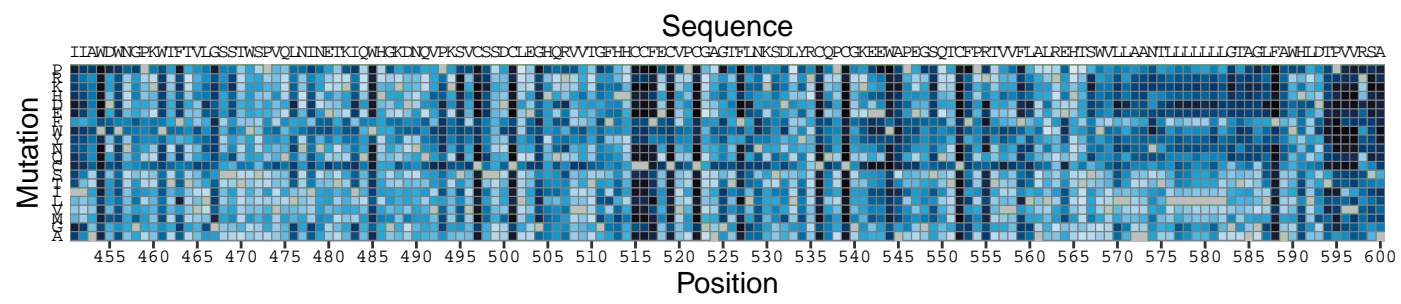 Sequence
IIAWDWNGPKWTFTVLGSSTWSPVQLNINETKIQWHGKDNQVPKSVCSSDCLEGHQRVVTGFHHCCFECVPCGAGTFLNKSDLYRCQPCGKEEWAPEGSQTCFPRTVVFLALREHTSWVLLAANTLLLLLLLGTAGLFAWHLDTPVVRSA
Mutation
P
R
K
H
D
E
F
W
Y
N
Q
C
S
T
I
L
V
M
G
A
455 460 465 470 475 480 485 490 495 500 505 510 515 520 525 530 535 540 545 550 555 560 565 570 575 580 585 590 595 600
Position